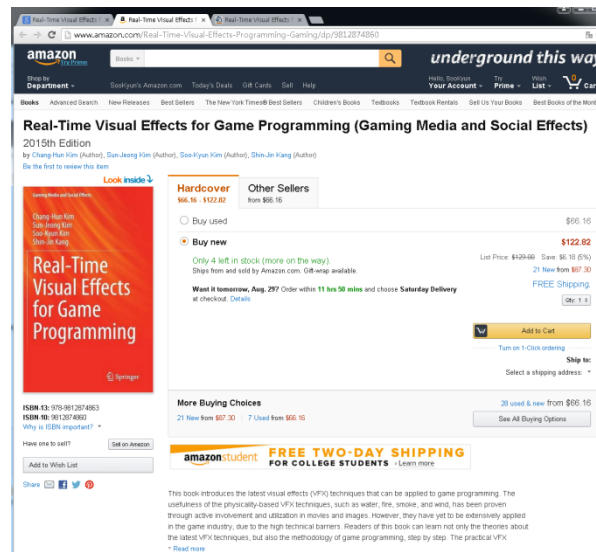 Real-Time Visual Effects f
Real-Time Visual Effects f
Real-Time Visual Effects f
www.amazon.com/Real-Time-Visual-Effects-Programming-Gaming/dp/9812874860
amazon
Try Prime
Books
underground this way
Shop by
Department
SooKyun's Amazon.com Today's Deals Gift Cards Sell Help
Hello, SooKyun
Your Account
Try
Prime
Wish
List
Car
Books Advanced Search New Releases Best Sellers The New York Times® Best Sellers Children's Books Textbooks Textbook Rentals Sell Us Your Books Best Books of the Month
Real-Time Visual Effects for Game Programming (Gaming Media and Social Effects)
2015th Edition
by Chang-Hun Kim (Author), Sun-Jeong Kim (Author), Soo-Kyun Kim (Author), Shin-Jin Kang (Author)
Be the first to review this item
Look inside
Gaming Media and Social Effects
Chang-Hun Kim
Sun-Jeong Kim
Soo-Kyun Kim
Shin-Jin Kang
Real-Time
Visual Effects
for Game
Programming
Springer
ISBN-13: 978-9812874863
ISBN-10: 9812874860
Why is ISBN important?
Have one to sell?
Sell on Amazon
Add to Wish List
Share
Hardcover
$66.16 - $122.82
Other Sellers
from $66.16
Buy used
$66.16
Buy new
$122.82
Only 4 left in stock (more on the way).
Ships from and sold by Amazon.com. Gift-wrap available.
List Price: $129.00 Save: $6.18 (5%)
21 New from $87.30
FREE Shipping.
Want it tomorrow, Aug. 29? Order within 11 hrs 50 mins and choose Saturday Delivery
at checkout. Details
Qty: 1
Add to Cart
Turn on 1-Click ordering
Ship to:
Select a shipping address:
More Buying Choices
21 New from $87.30 | 7 Used from $66.16
28 used & new from $66.16
See All Buying Options
amazonstudent
FREE TWO-DAY SHIPPING
FOR COLLEGE STUDENTS › Learn more
This book introduces the latest visual effects (VFX) techniques that can be applied to game programming. The
usefulness of the physicality-based VFX techniques, such as water, fire, smoke, and wind, has been proven
through active involvement and utilization in movies and images. However, they have yet to be extensively applied
in the game industry, due to the high technical barriers. Readers of this book can learn not only the theories about
the latest VFX techniques, but also the methodology of game programming, step by step. The practical VFX
Read more